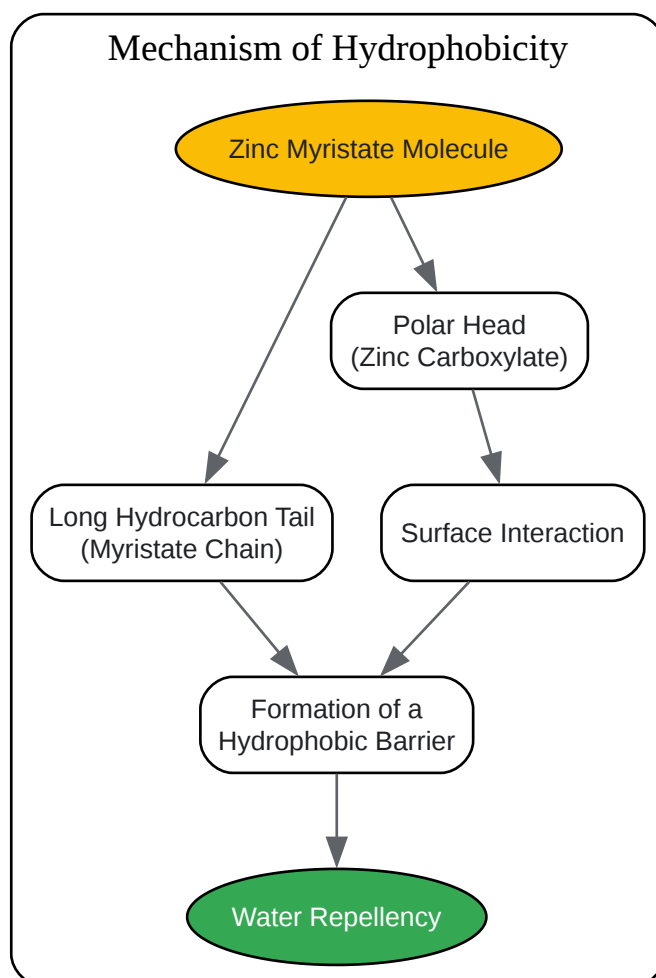 Mechanism of Hydrophobicity
Zinc Myristate Molecule
Polar Head
(Zinc Carboxylate)
Long Hydrocarbon Tail
(Myristate Chain)
Surface Interaction
Formation of a
Hydrophobic Barrier
Water Repellency